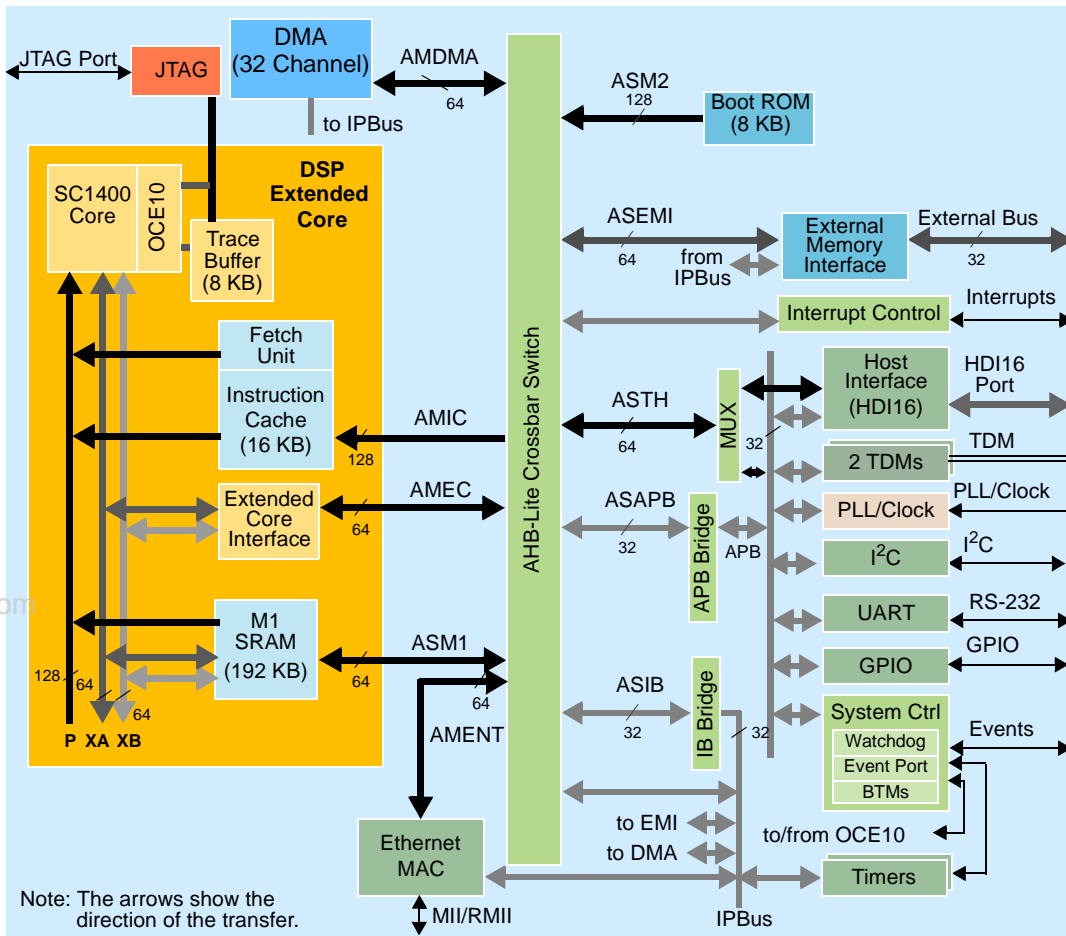 JTAG Port
JTAG
DMA
(32 Channel)
AMDMA
64
to IPBus
ASM2
128
Boot ROM
(8 KB)
DSP
Extended
Core
SC1400
Core
OCE10
Trace
Buffer
(8 KB)
ASEMI
64
from
IPBus
External
Memory
Interface
External Bus
32
Interrupt Control
Interrupts
Fetch
Unit
Instruction
Cache
(16 KB)
AMIC
128
AHB-Lite Crossbar Switch
ASTH
64
MUX
32
Host
Interface
(HDI16)
HDI16
Port
2 TDMs
TDM
Extended
Core
Interface
AMEC
64
ASAPB
32
APB Bridge
APB
PLL/Clock
PLL/Clock
I2C
I2C
UART
RS-232
GPIO
GPIO
om
M1
SRAM
(192 KB)
ASM1
64
128
64
64
P XA XB
64
AMENT
ASIB
32
IB Bridge
32
System Ctrl
Watchdog
Event Port
BTMs
Events
to EMI
to DMA
to/from OCE10
Ethernet
MAC
Timers
Note: The arrows show the
direction of the transfer.
MII/RMII
IPBus